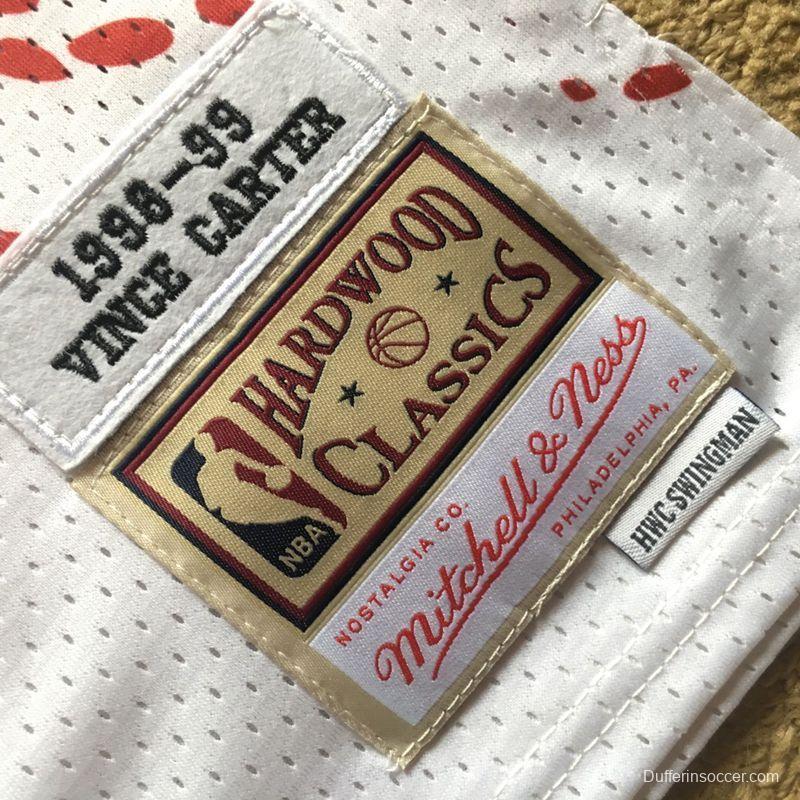 1998-99
VINCE CARTER
HARDWOOD
CLASSICS
NBA
NOSTALGIA CO.
Mitchell & Ness
PHILADELPHIA, PA.
HWC SWINGMAN
Dufferinsoccer.com